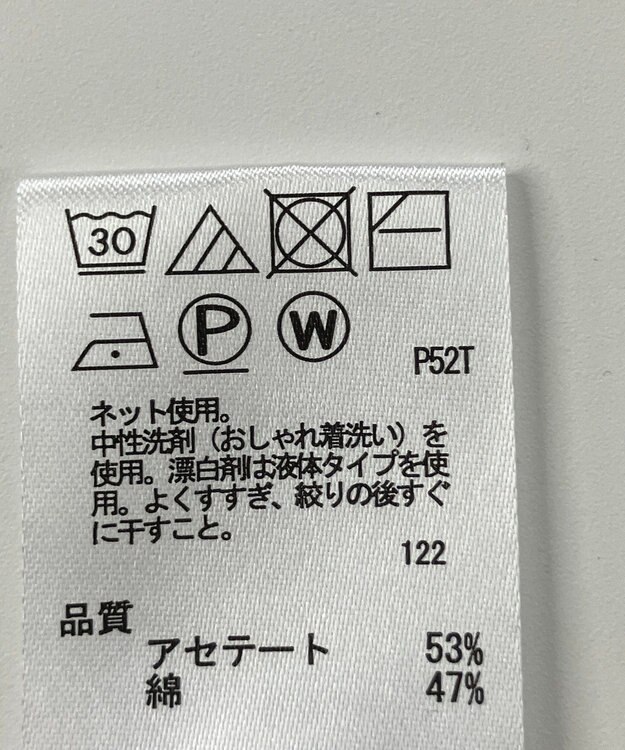 30
P W
P52T
ネット使用。
中性洗剤（おしゃれ着洗い）を
使用。漂白剤は液体タイプを使
用。よくすすぎ、絞りの後すぐ
に干すこと。
122
品質
アセテート 53%
綿 47%